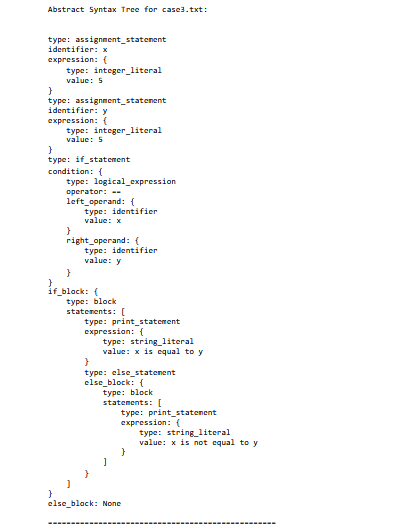 Abstract Syntax Tree for case3.txt:
type: assignment_statement
identifier: x
expression: {
type: integer_literal
value: 5
}
type: assignment_statement
identifier: y
expression: {
type: integer_literal
value: 5
}
type: if_statement
condition: {
type: logical_expression
operator: ==
left_operand: {
type: identifier
value: x
}
right_operand: {
type: identifier
value: y
}
}
if_block: {
type: block
statements: [
type: print_statement
expression: {
type: string_literal
value: x is equal to y
}
type: else_statement
else_block: {
type: block
statements: [
type: print_statement
expression: {
type: string_literal
value: x is not equal to y
}
]
}
]
}
else_block: None
==================================================